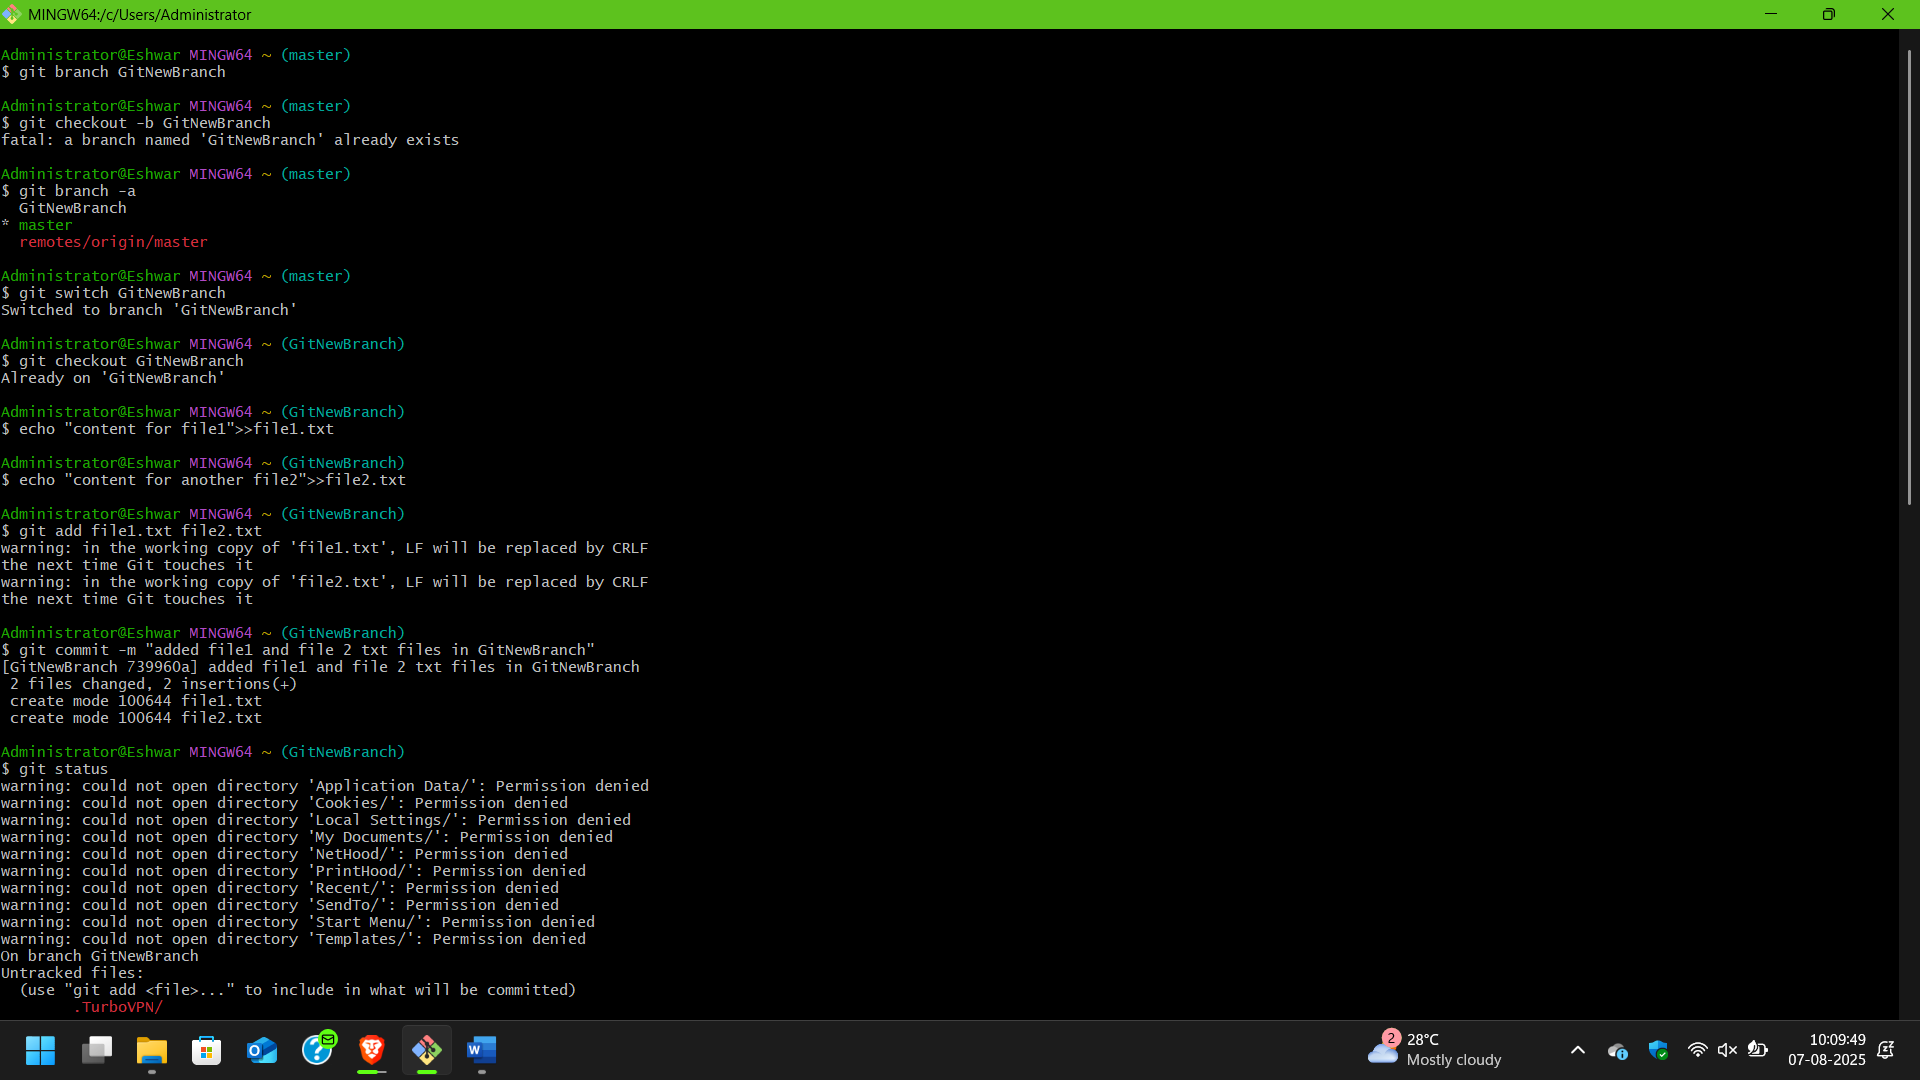 MINGW64:/c/Users/Administrator
Administrator@Eshwar MINGW64 ~ (master)
$ git branch GitNewBranch
Administrator@Eshwar MINGW64 ~ (master)
$ git checkout -b GitNewBranch
fatal: a branch named 'GitNewBranch' already exists
Administrator@Eshwar MINGW64 ~ (master)
$ git branch -a
  GitNewBranch
* master
  remotes/origin/master
Administrator@Eshwar MINGW64 ~ (master)
$ git switch GitNewBranch
Switched to branch 'GitNewBranch'
Administrator@Eshwar MINGW64 ~ (GitNewBranch)
$ git checkout GitNewBranch
Already on 'GitNewBranch'
Administrator@Eshwar MINGW64 ~ (GitNewBranch)
$ echo "content for file1">>file1.txt
Administrator@Eshwar MINGW64 ~ (GitNewBranch)
$ echo "content for another file2">>file2.txt
Administrator@Eshwar MINGW64 ~ (GitNewBranch)
$ git add file1.txt file2.txt
warning: in the working copy of 'file1.txt', LF will be replaced by CRLF
the next time Git touches it
warning: in the working copy of 'file2.txt', LF will be replaced by CRLF
the next time Git touches it
Administrator@Eshwar MINGW64 ~ (GitNewBranch)
$ git commit -m "added file1 and file 2 txt files in GitNewBranch"
[GitNewBranch 739960a] added file1 and file 2 txt files in GitNewBranch
 2 files changed, 2 insertions(+)
 create mode 100644 file1.txt
 create mode 100644 file2.txt
Administrator@Eshwar MINGW64 ~ (GitNewBranch)
$ git status
warning: could not open directory 'Application Data/': Permission denied
warning: could not open directory 'Cookies/': Permission denied
warning: could not open directory 'Local Settings/': Permission denied
warning: could not open directory 'My Documents/': Permission denied
warning: could not open directory 'NetHood/': Permission denied
warning: could not open directory 'PrintHood/': Permission denied
warning: could not open directory 'Recent/': Permission denied
warning: could not open directory 'SendTo/': Permission denied
warning: could not open directory 'Start Menu/': Permission denied
warning: could not open directory 'Templates/': Permission denied
On branch GitNewBranch
Untracked files:
  (use "git add <file>..." to include in what will be committed)
        .TurboVPN/
2
28°C
Mostly cloudy
10:09:49
07-08-2025